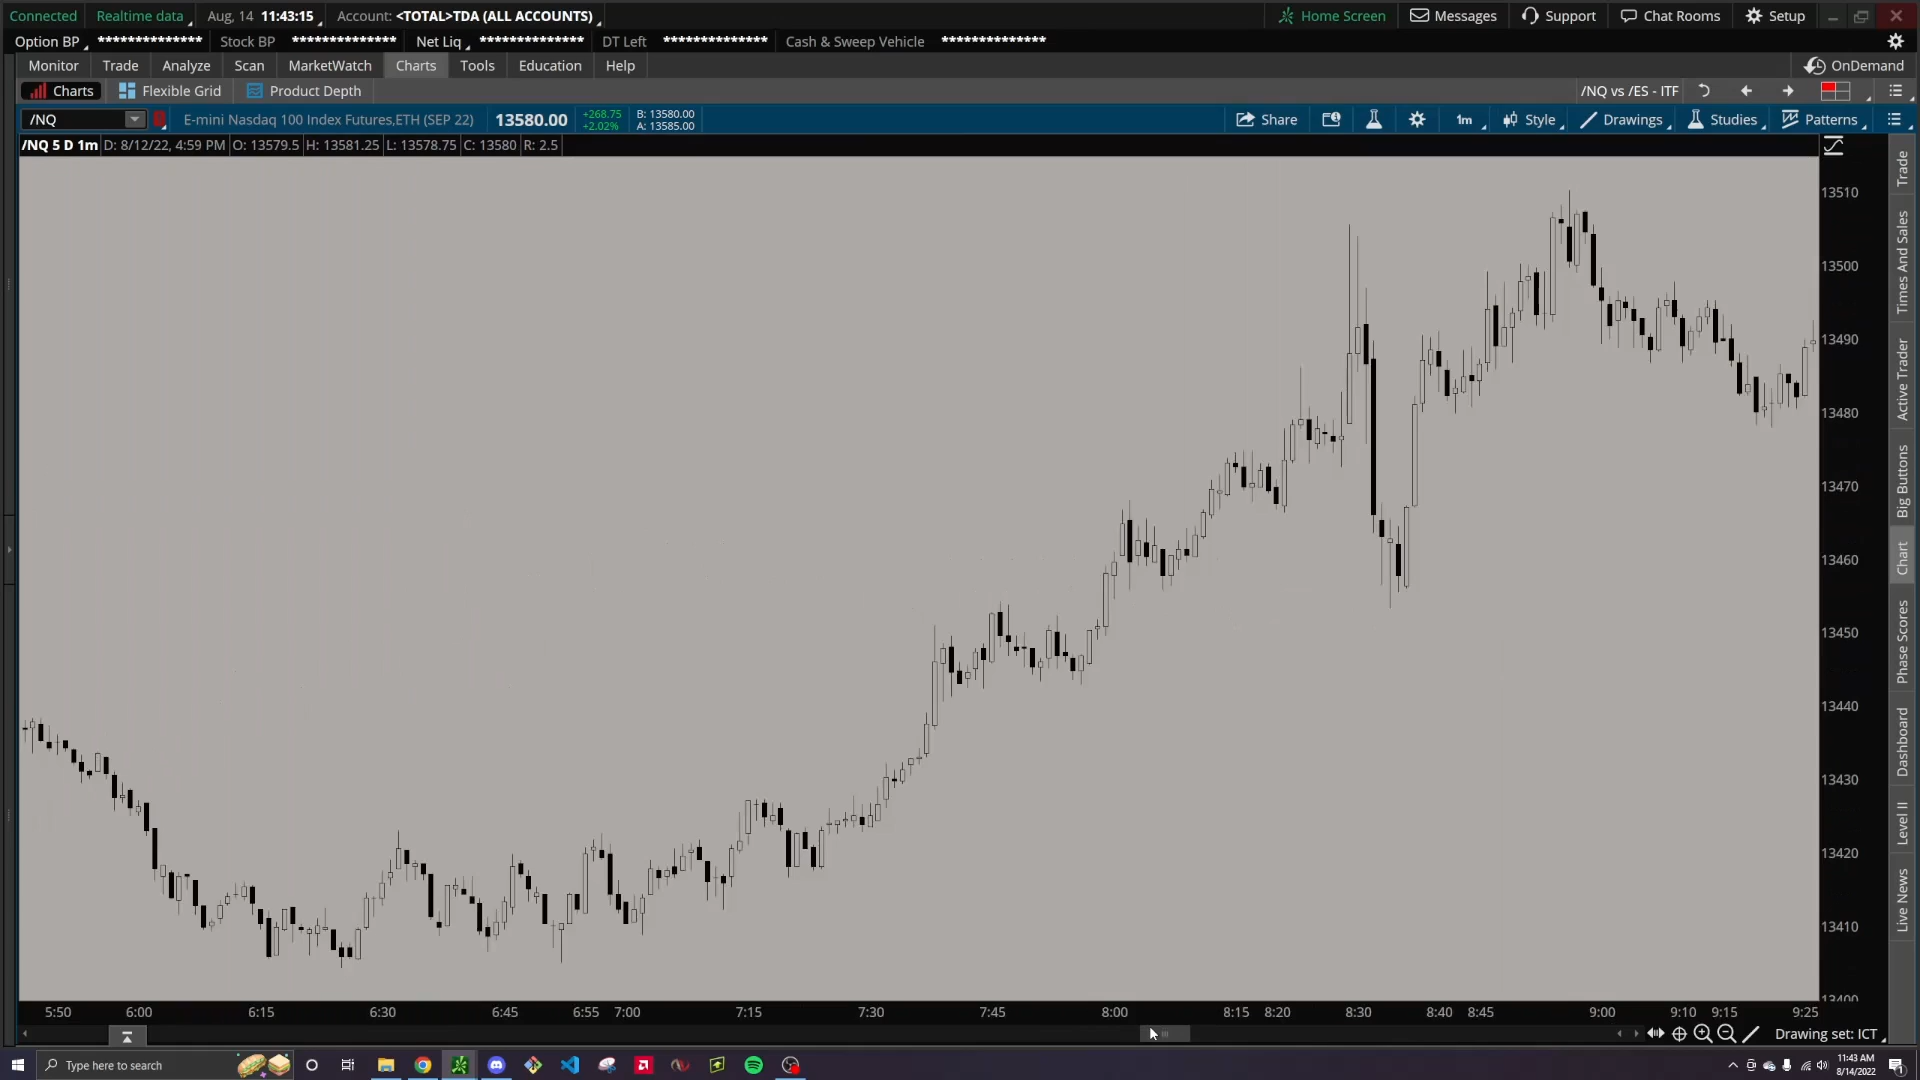 Connected Realtime data Aug, 14 11:43:15 Account: <TOTAL>TDA (ALL ACCOUNTS) Home Screen Messages Support Chat Rooms Setup
Option BP ************** Stock BP ************** Net Liq ************** DT Left ************** Cash & Sweep Vehicle **************
Monitor Trade Analyze Scan MarketWatch Charts Tools Education Help OnDemand
Charts Flexible Grid Product Depth /NQ vs /ES - ITF
/NQ E-mini Nasdaq 100 Index Futures,ETH (SEP 22) 13580.00 +268.75 B: 13580.00 Share 1m Style Drawings Studies Patterns
+2.02% A: 13585.00
/NQ 5 D 1m D: 8/12/22, 4:59 PM O: 13579.5 H: 13581.25 L: 13578.75 C: 13580 R: 2.5
13510
13500
13490
13480
13470
13460
13450
13440
13430
13420
13410
13400
Trade
Times And Sales
Active Trader
Big Buttons
Chart
Phase Scores
Dashboard
Level II
Live News
5:50 6:00 6:15 6:30 6:45 6:55 7:00 7:15 7:30 7:45 8:00 8:15 8:20 8:30 8:40 8:45 9:00 9:10 9:15 9:25
Drawing set: ICT
Type here to search
11:43 AM
8/14/2022